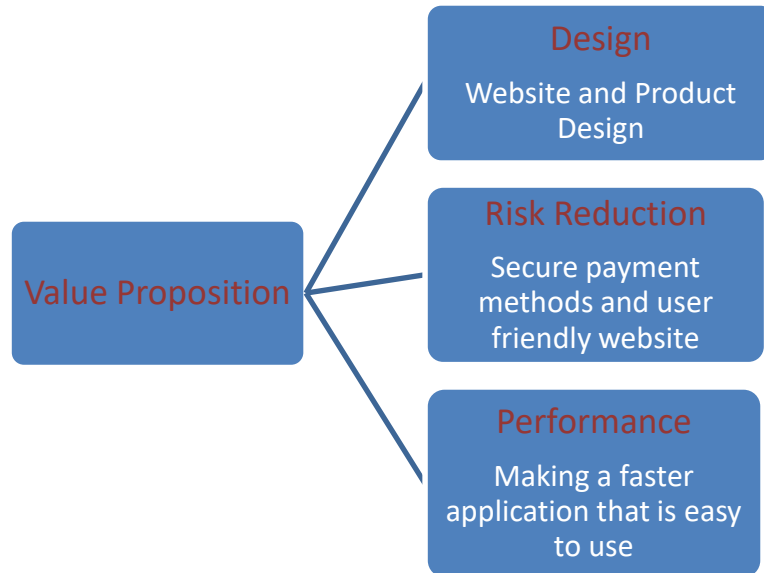 Value Proposition
Design
Website and Product
Design
Risk Reduction
Secure payment
methods and user
friendly website
Performance
Making a faster
application that is easy
to use